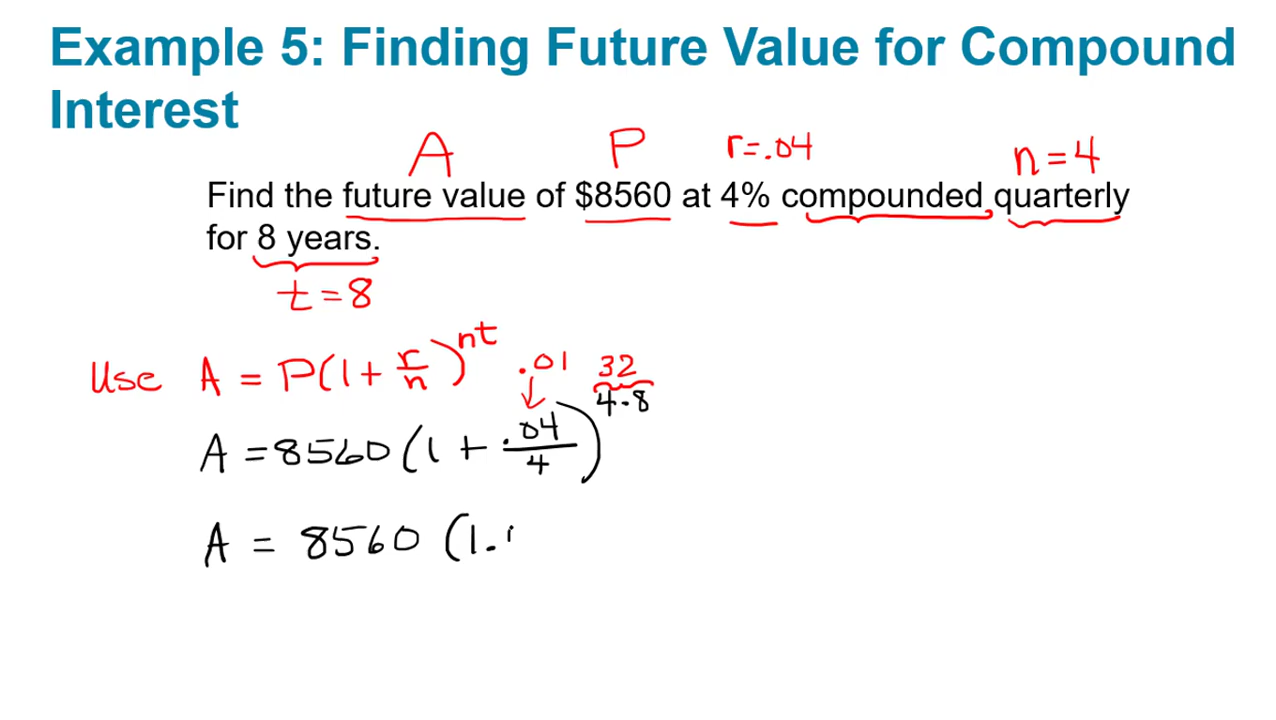 Example 5: Finding Future Value for Compound
Interest
A P r=.04 n=4
Find the future value of $8560 at 4% compounded quarterly
for 8 years.
t=8
Use A = P(1+r/n)^nt .01 32
4·8
A =8560(1 + .04/4)
A = 8560 (1.